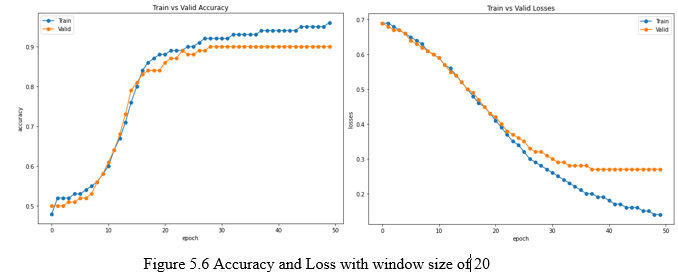 Train vs Valid Accuracy
Train
Valid
0.9
0.8
0.7
0.6
0.5
accuracy
0 10 20 30 40 50
epoch
Train vs Valid Losses
Train
Valid
0.7
0.6
0.5
0.4
0.3
0.2
losses
0 10 20 30 40 50
epoch
Figure 5.6 Accuracy and Loss with window size of 20